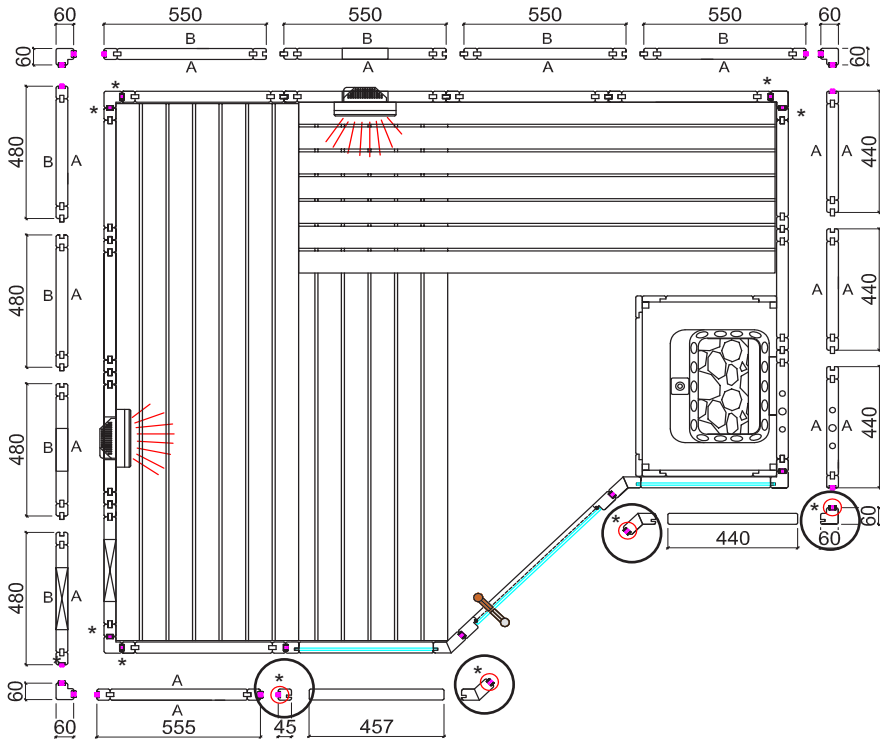 60 550 550 550 550 60
B B B B
60 A A A A 60
* *
* *
480 B A A A 440
480 B A A A 440
480 B A A A 440
* * 60
440 60
480 B A
*
* *
* *
60 A
A
60 555 45 457